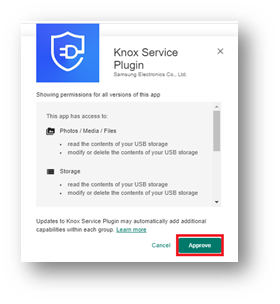 Knox Service
Plugin
Samsung Electronics Co., Ltd.
Showing permissions for all versions of this app
This app has access to:
Photos / Media / Files
• read the contents of your USB storage
• modify or delete the contents of your USB storage
Storage
• read the contents of your USB storage
• modify or delete the contents of your USB storage
Updates to Knox Service Plugin may automatically add additional
capabilities within each group. Learn more
Cancel Approve